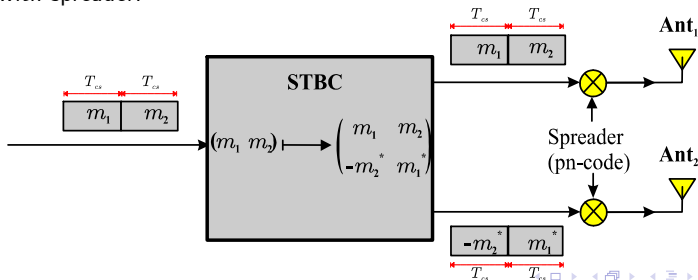 with spreader.
T_cs T_cs
m_1 m_2
STBC
(m_1 m_2) ↦ ( m_1 m_2
-m_2^* m_1^* )
T_cs T_cs
m_1 m_2
Ant_1
Spreader
(pn-code)
Ant_2
-m_2^* m_1^*
T_cs T_cs